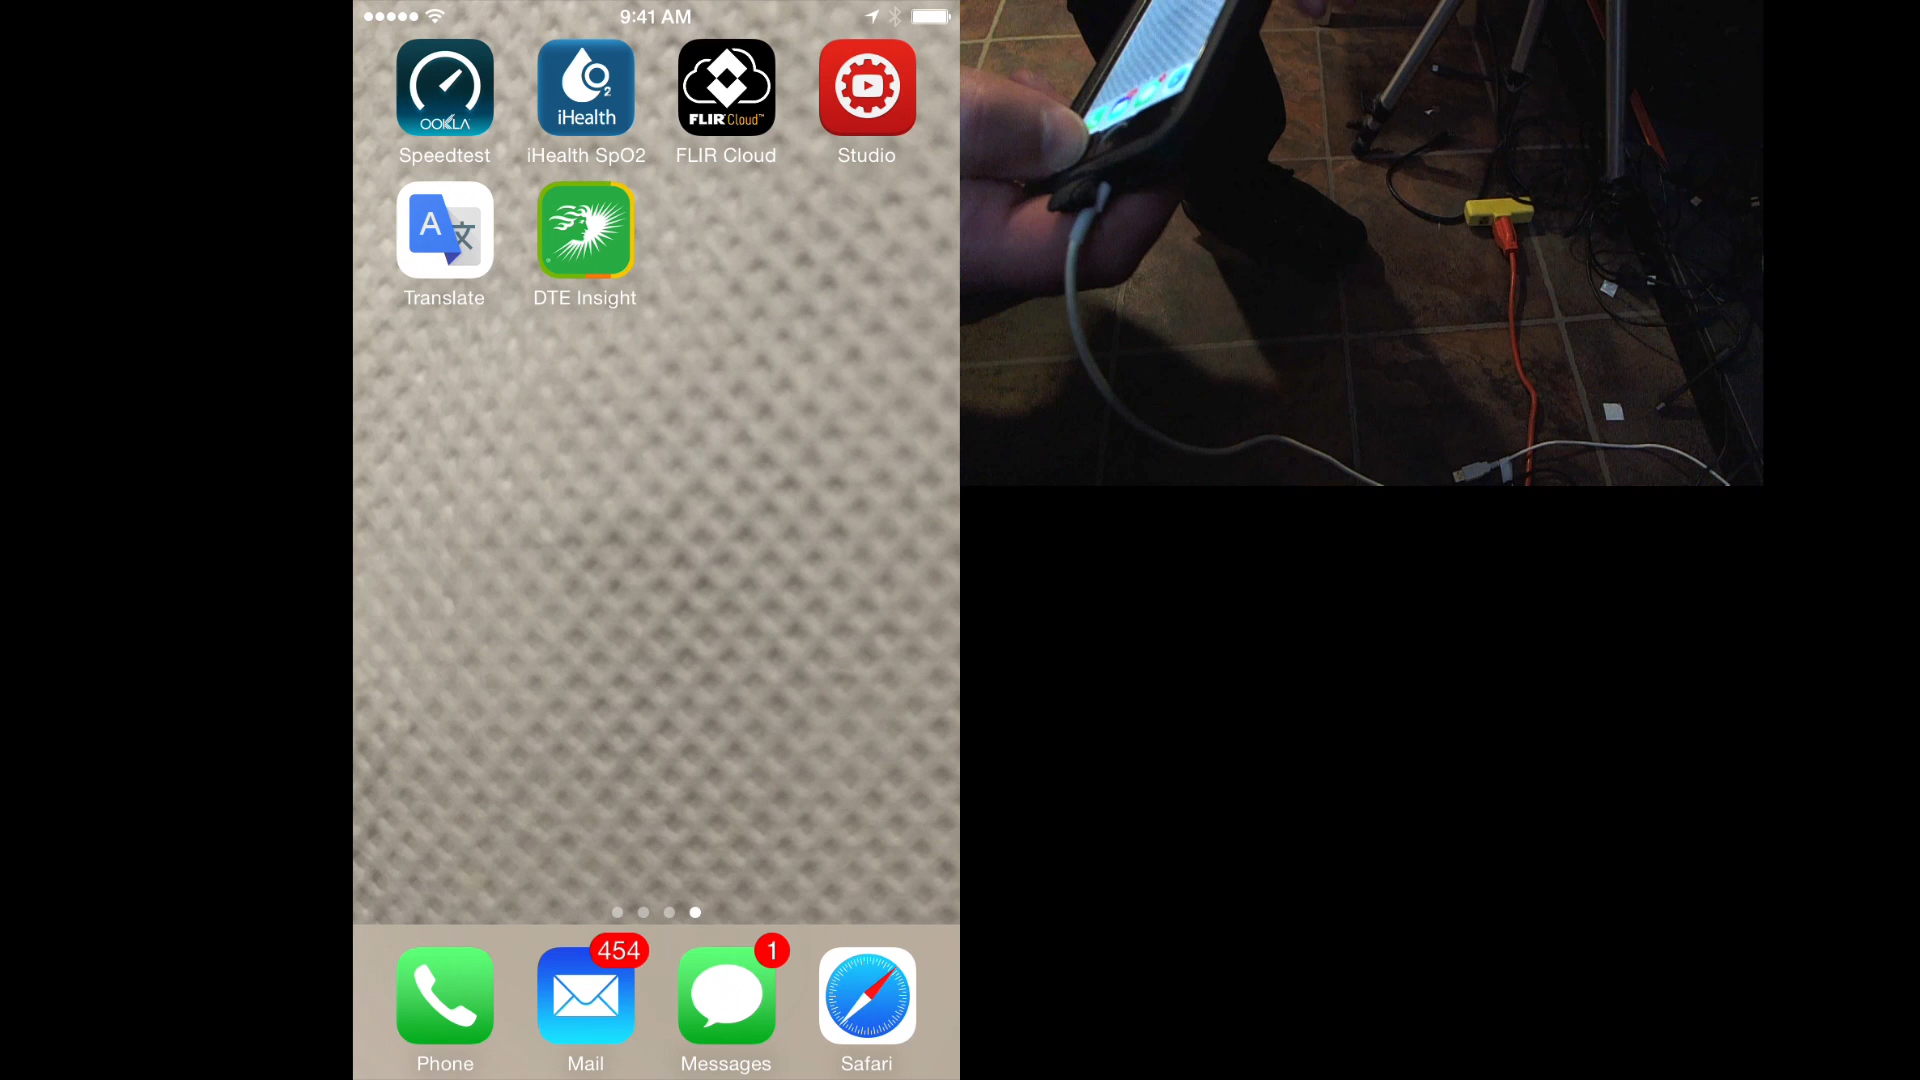 9:41 AM
OOKLA
2
iHealth
FLIR Cloud™
Speedtest
iHealth SpO2
FLIR Cloud
Studio
A
文
Translate
DTE Insight
454
1
Phone
Mail
Messages
Safari